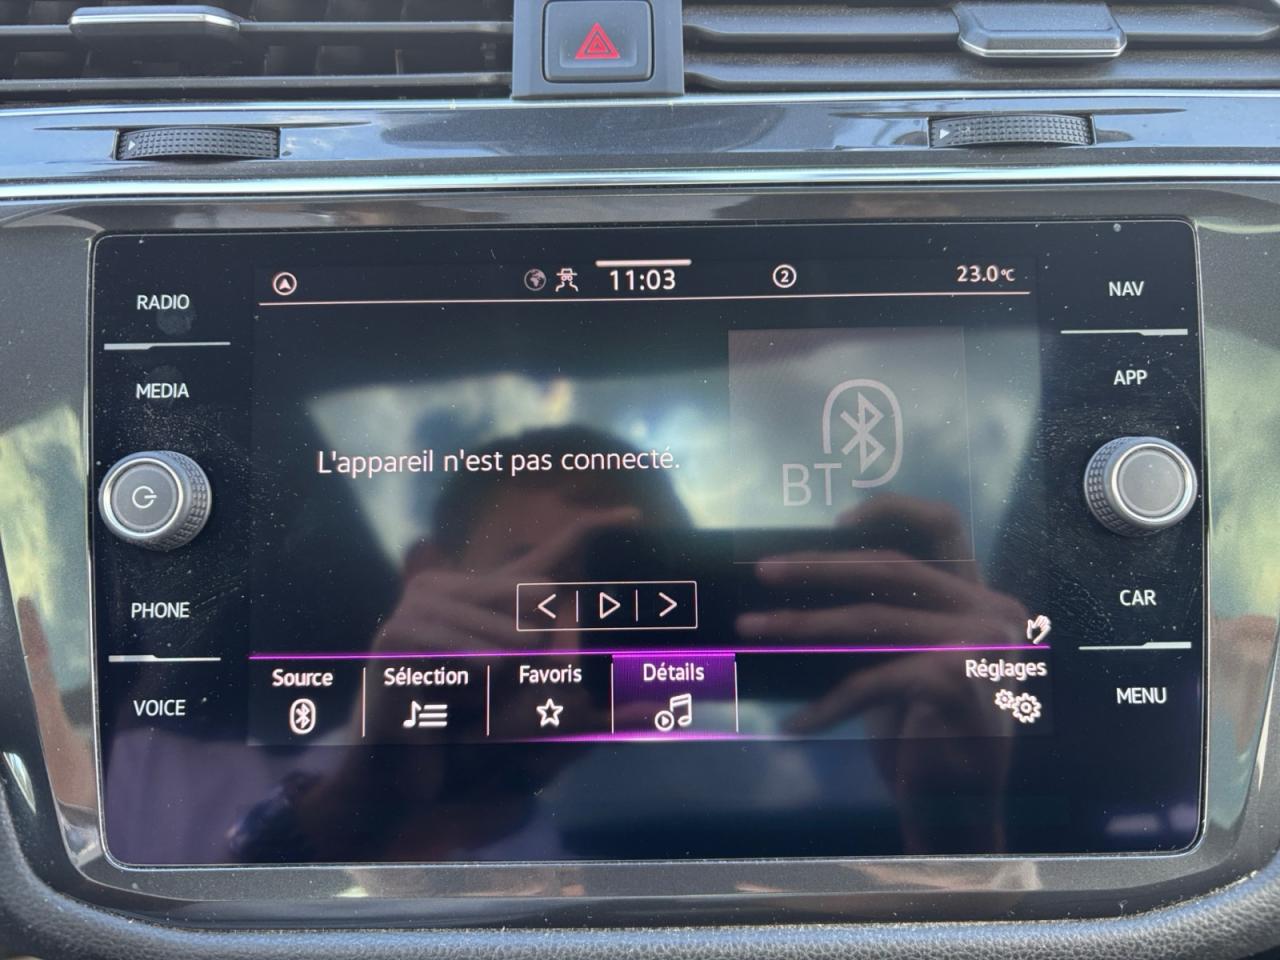 RADIO
MEDIA
PHONE
VOICE
11:03
2
23.0°C
L'appareil n'est pas connecté.
BT
Source
Sélection
Favoris
Détails
Réglages
NAV
APP
CAR
MENU